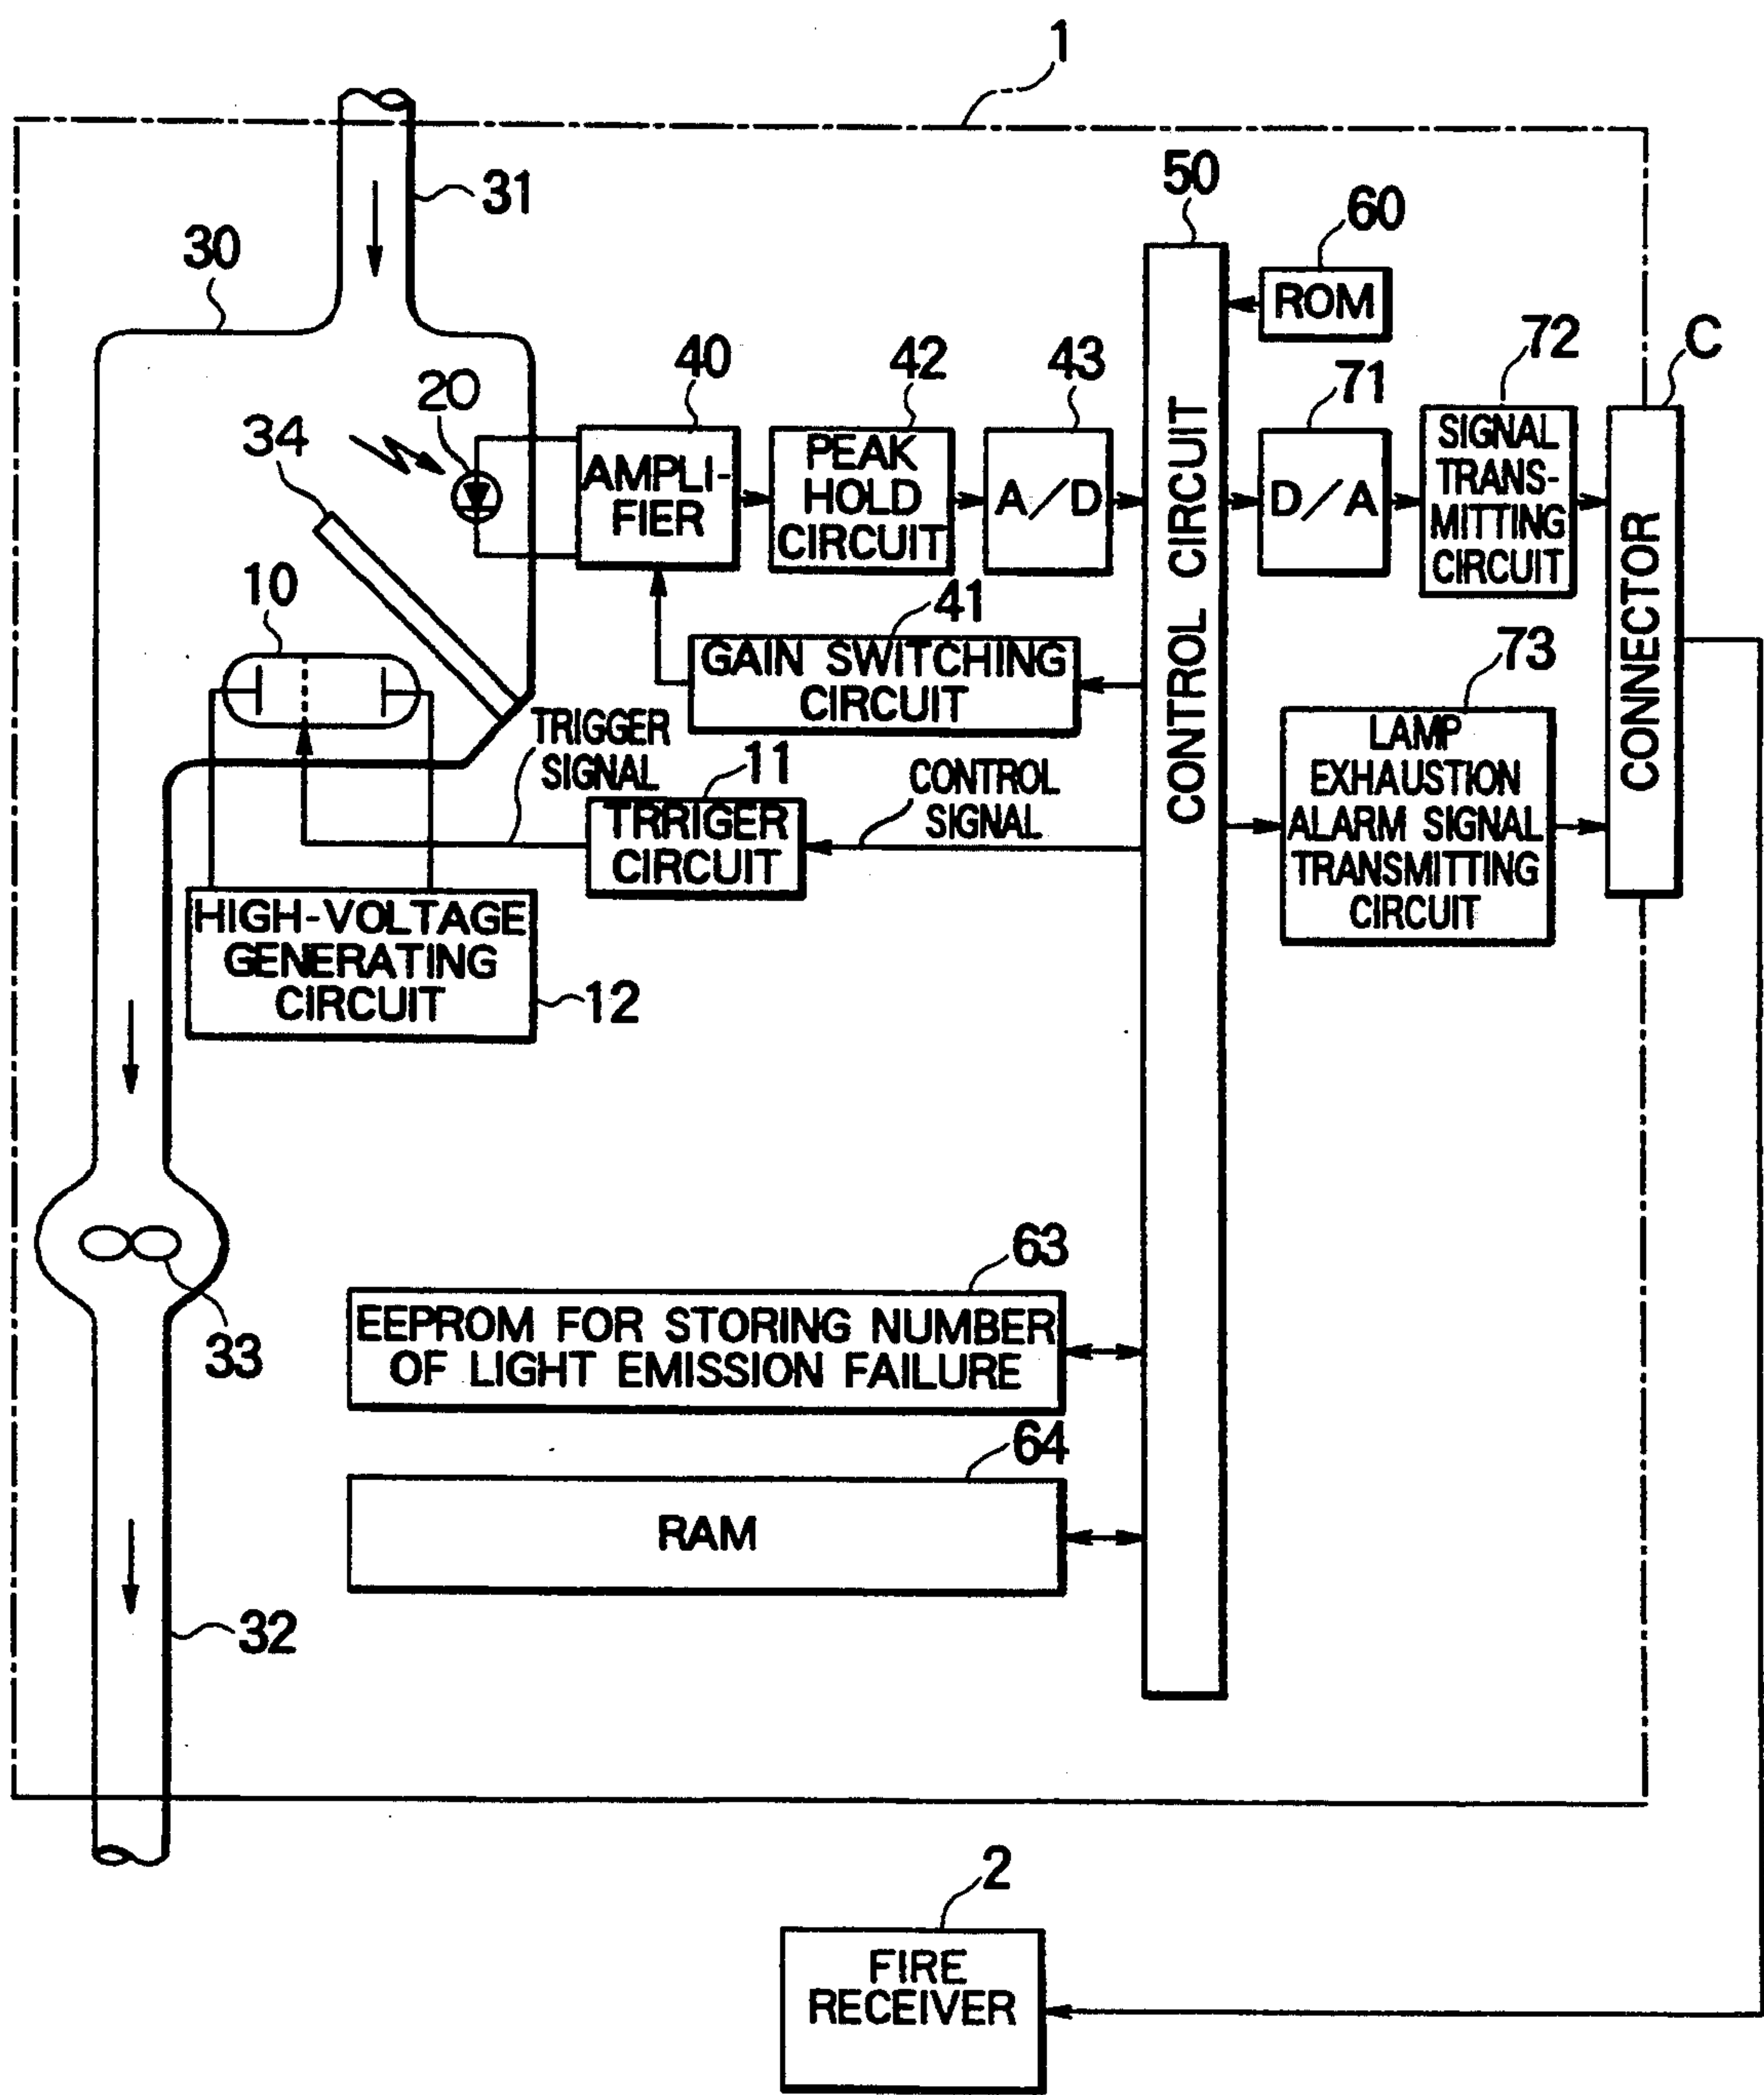 1
31
30
50
60
ROM
72
C
40
42
43
71
20
34
AMPLI-
FIER
PEAK
HOLD
CIRCUIT
A/D
CONTROL CIRCUIT
D/A
SIGNAL
TRANS-
MITTING
CIRCUIT
CONNECTOR
10
41
GAIN SWITCHING
CIRCUIT
73
TRIGGER
SIGNAL
11
TRRIGER
CIRCUIT
CONTROL
SIGNAL
LAMP
EXHAUSTION
ALARM SIGNAL
TRANSMITTING
CIRCUIT
HIGH-VOLTAGE
GENERATING
CIRCUIT
12
33
63
EEPROM FOR STORING NUMBER
OF LIGHT EMISSION FAILURE
64
RAM
32
2
FIRE
RECEIVER